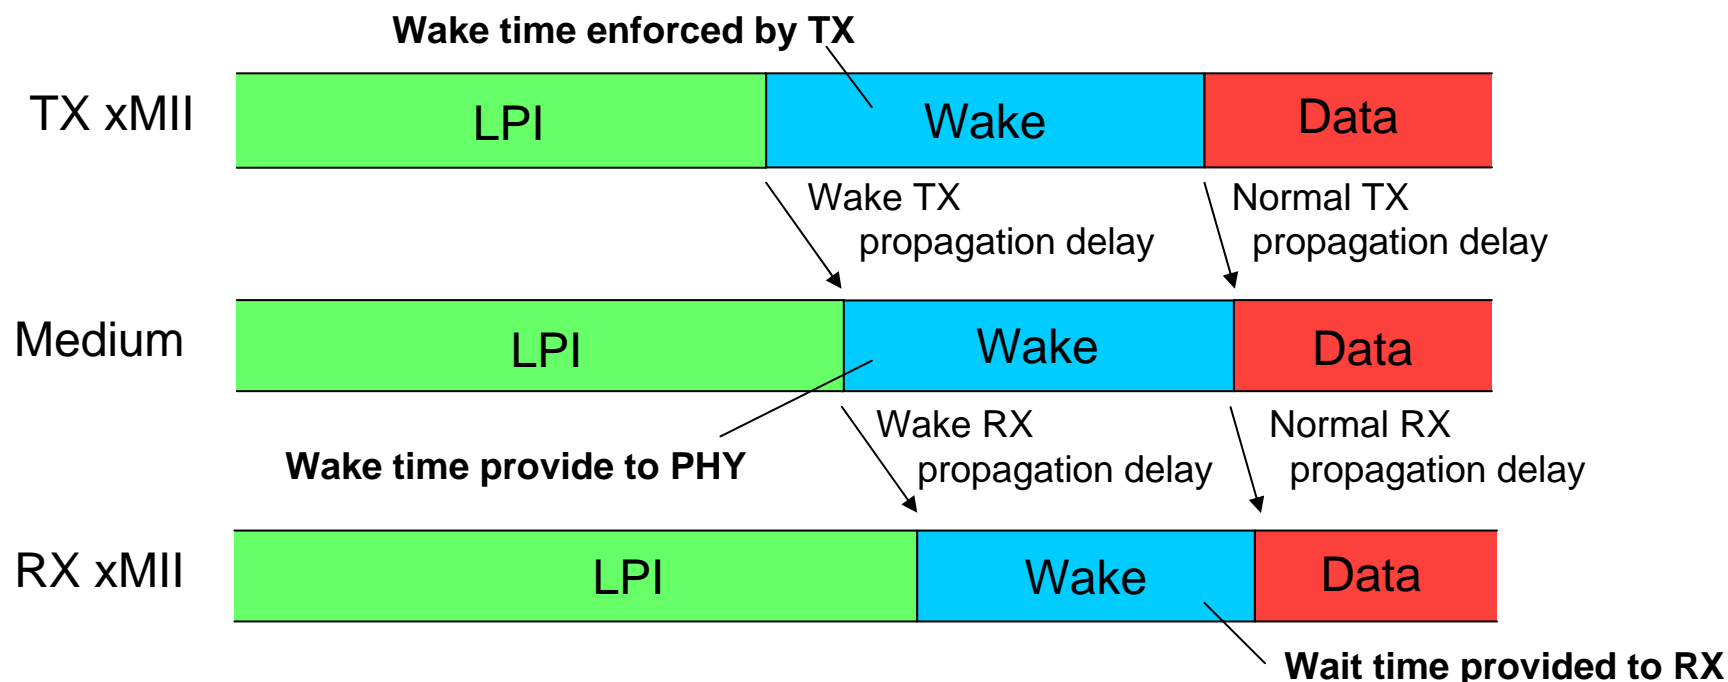 Wake time enforced by TX
TX xMII
LPI
Wake
Data
Wake TX
propagation delay
Normal TX
propagation delay
Medium
LPI
Wake
Data
Wake time provide to PHY
Wake RX
propagation delay
Normal RX
propagation delay
RX xMII
LPI
Wake
Data
Wait time provided to RX